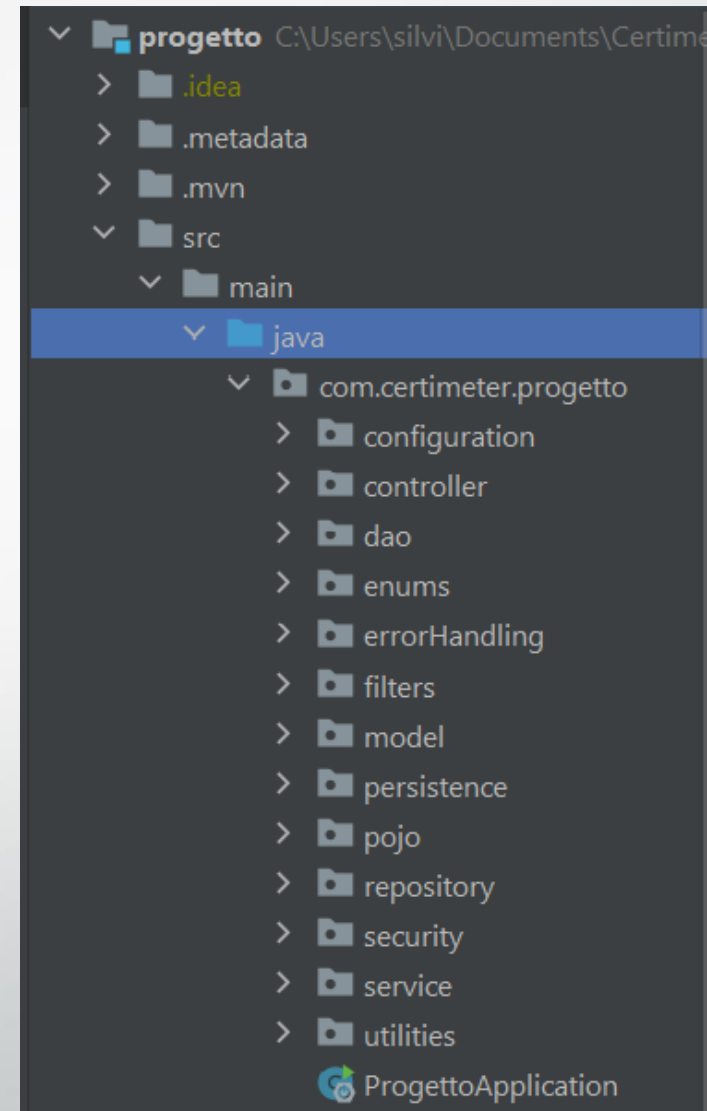 progetto C:\Users\silvi\Documents\Certime
.idea
.metadata
.mvn
src
main
java
com.certimeter.progetto
configuration
controller
dao
enums
errorHandling
filters
model
persistence
pojo
repository
security
service
utilities
ProgettoApplication